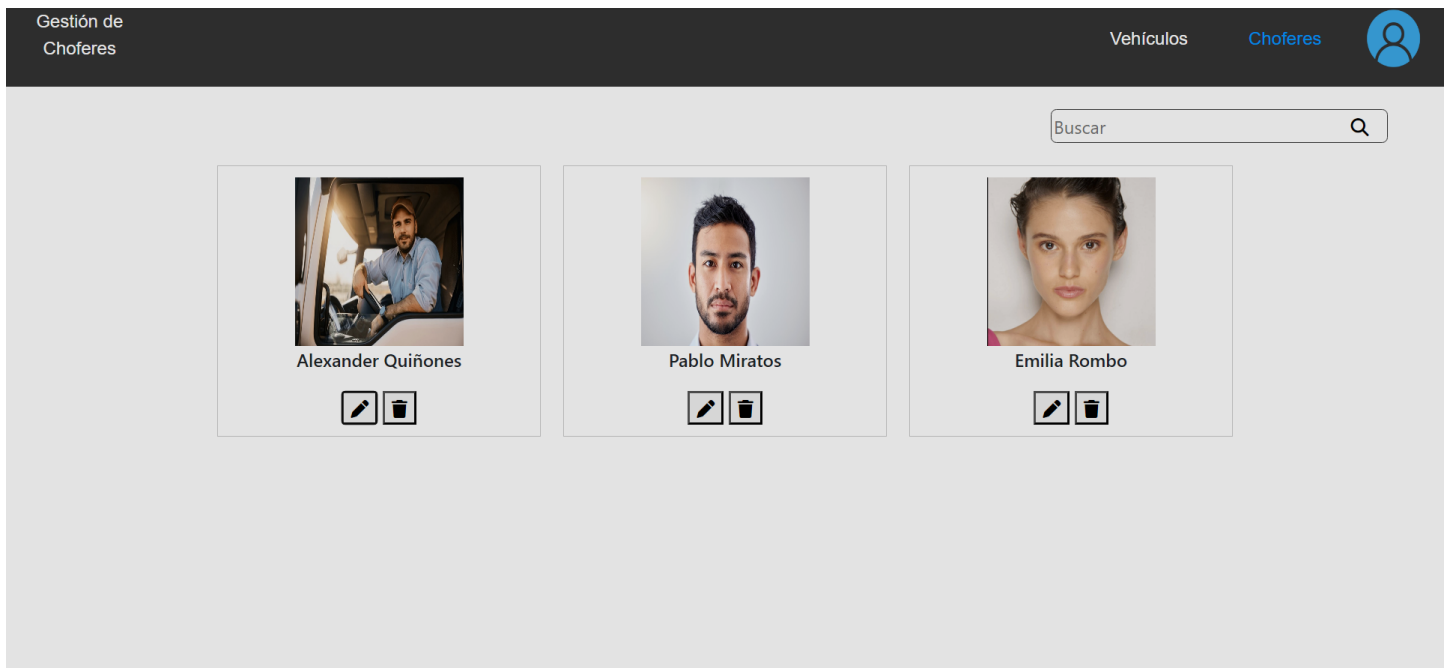 Gestión de
Choferes
Vehículos
Choferes
Buscar
Alexander Quiñones
Pablo Miratos
Emilia Rombo